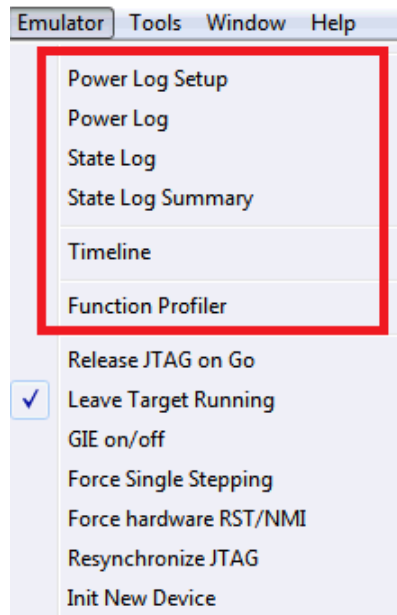 Emulator Tools Window Help
Power Log Setup
Power Log
State Log
State Log Summary
Timeline
Function Profiler
Release JTAG on Go
Leave Target Running
GIE on/off
Force Single Stepping
Force hardware RST/NMI
Resynchronize JTAG
Init New Device